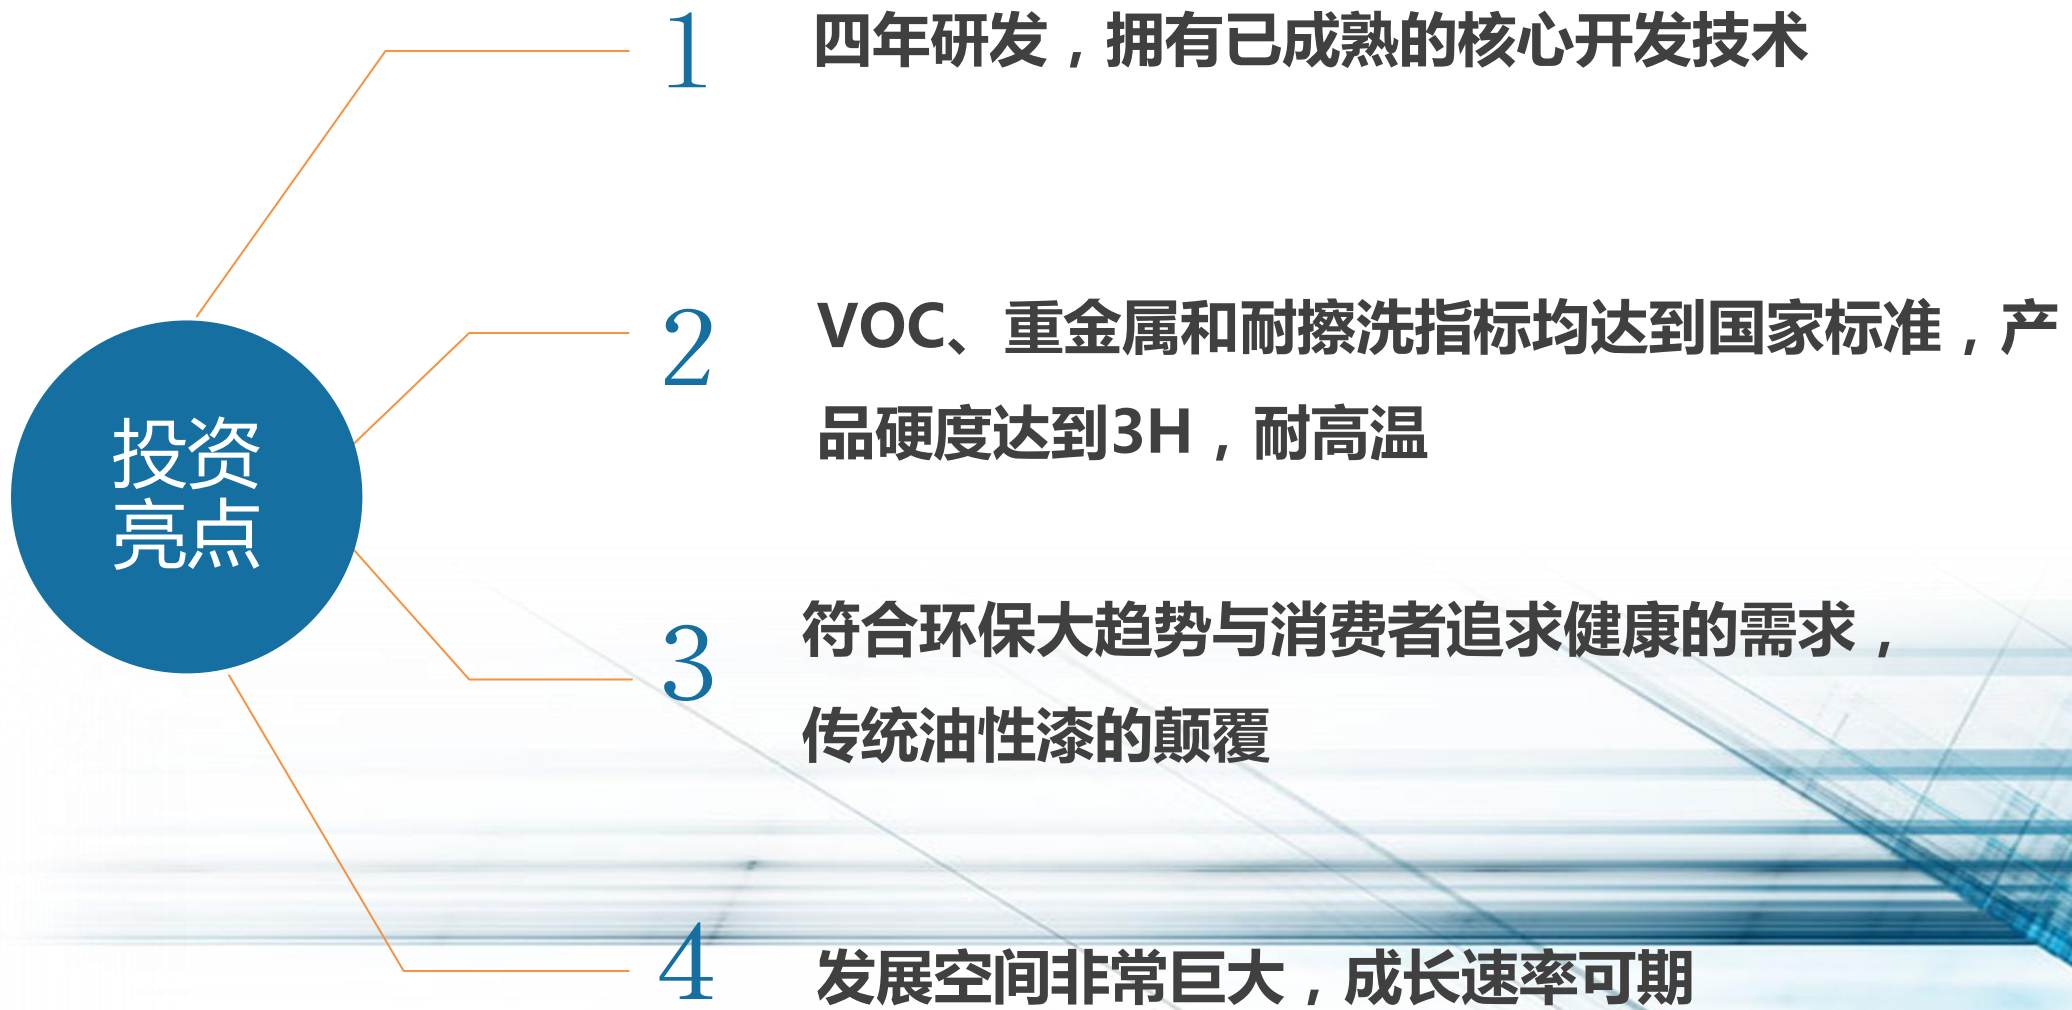 投资
亮点
1
四年研发，拥有已成熟的核心开发技术
2
VOC、重金属和耐擦洗指标均达到国家标准，产
品硬度达到3H，耐高温
3
符合环保大趋势与消费者追求健康的需求，
传统油性漆的颠覆
4
发展空间非常巨大，成长速率可期